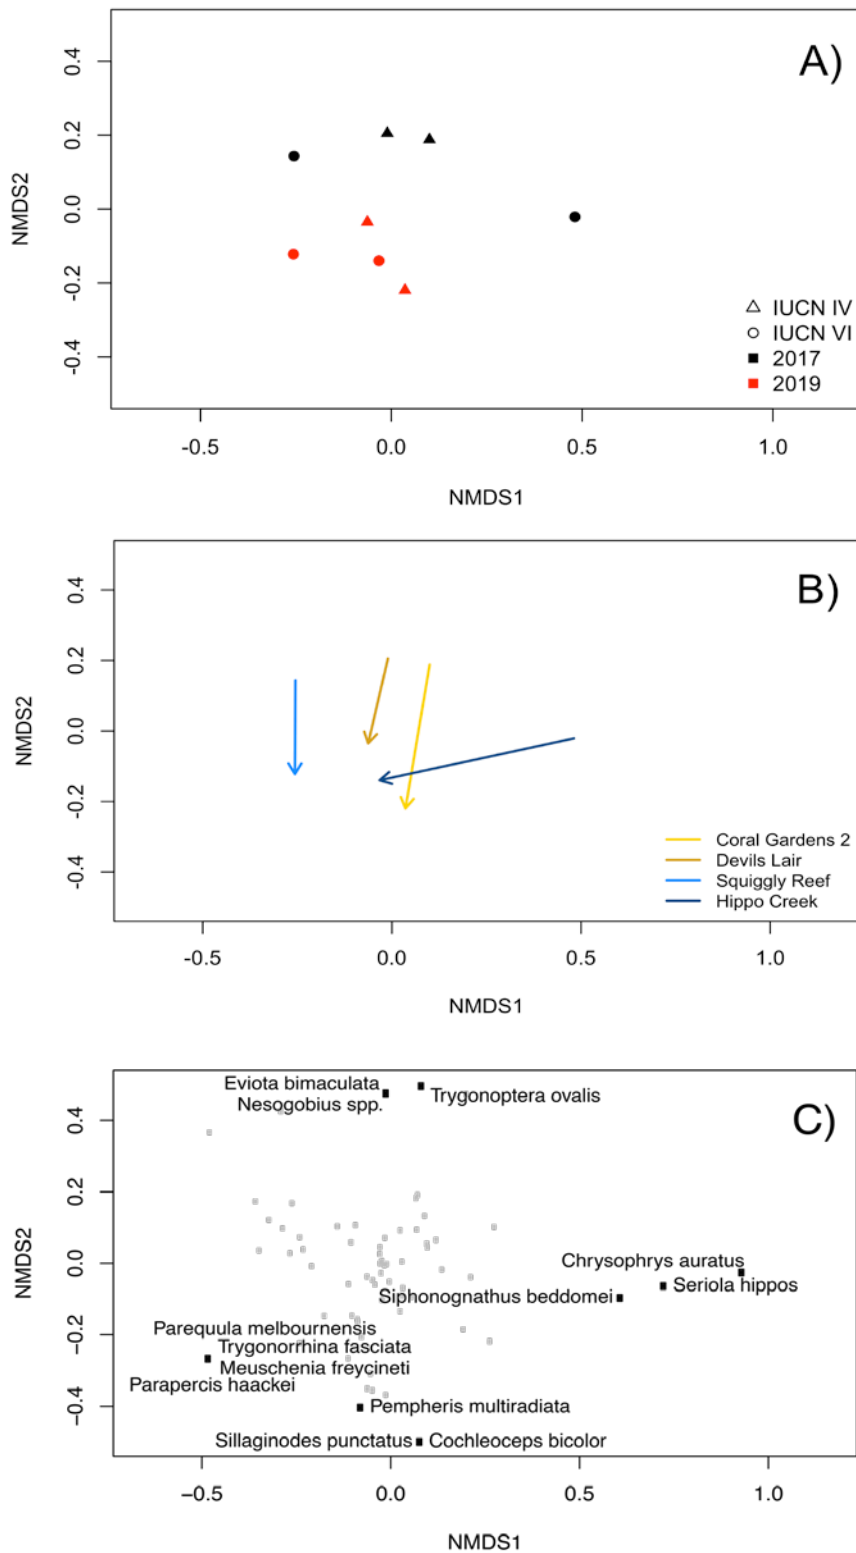 A)
0.4
0.2
0.0
-0.2
-0.4
NMDS2
IUCN IV
IUCN VI
2017
2019
-0.5 0.0 0.5 1.0
NMDS1
B)
0.4
0.2
0.0
-0.2
-0.4
NMDS2
Coral Gardens 2
Devils Lair
Squiggly Reef
Hippo Creek
-0.5 0.0 0.5 1.0
NMDS1
C)
0.4
0.2
0.0
-0.2
-0.4
NMDS2
Eviota bimaculata
Nesogobius spp.
Trygonoptera ovalis
Chrysophrys auratus
Seriola hippos
Siphonognathus beddomei
Parequula melbournensis
Trygonorrhina fasciata
Meuschenia freycineti
Parapercis haackei
Pempheris multiradiata
Sillaginodes punctatus
Cochleoceps bicolor
−0.5 0.0 0.5 1.0
NMDS1